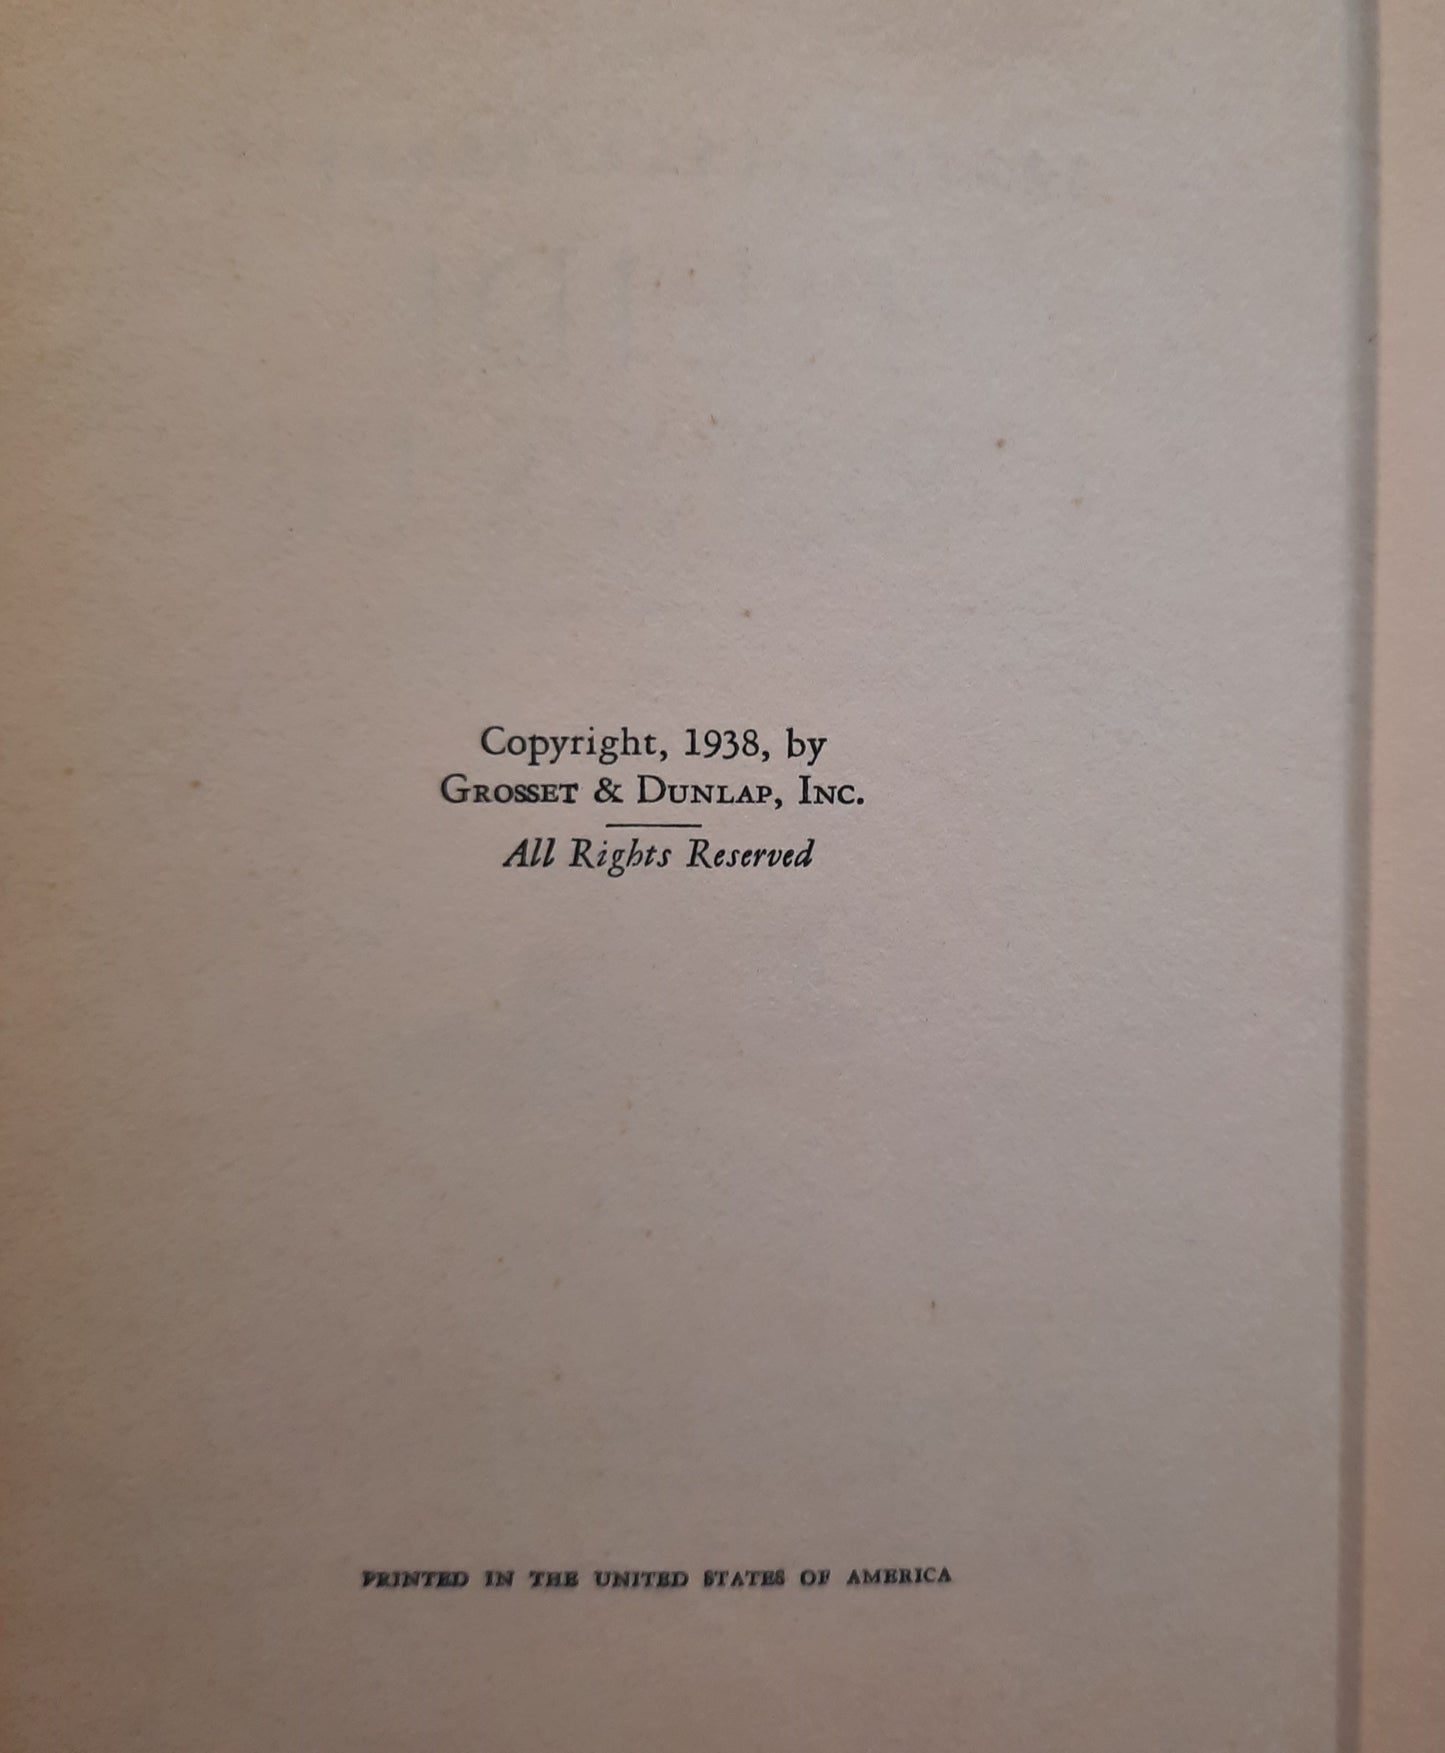 Copyright, 1938, by
GROSSET & DUNLAP, INC.
All Rights Reserved
PRINTED IN THE UNITED STATES OF AMERICA